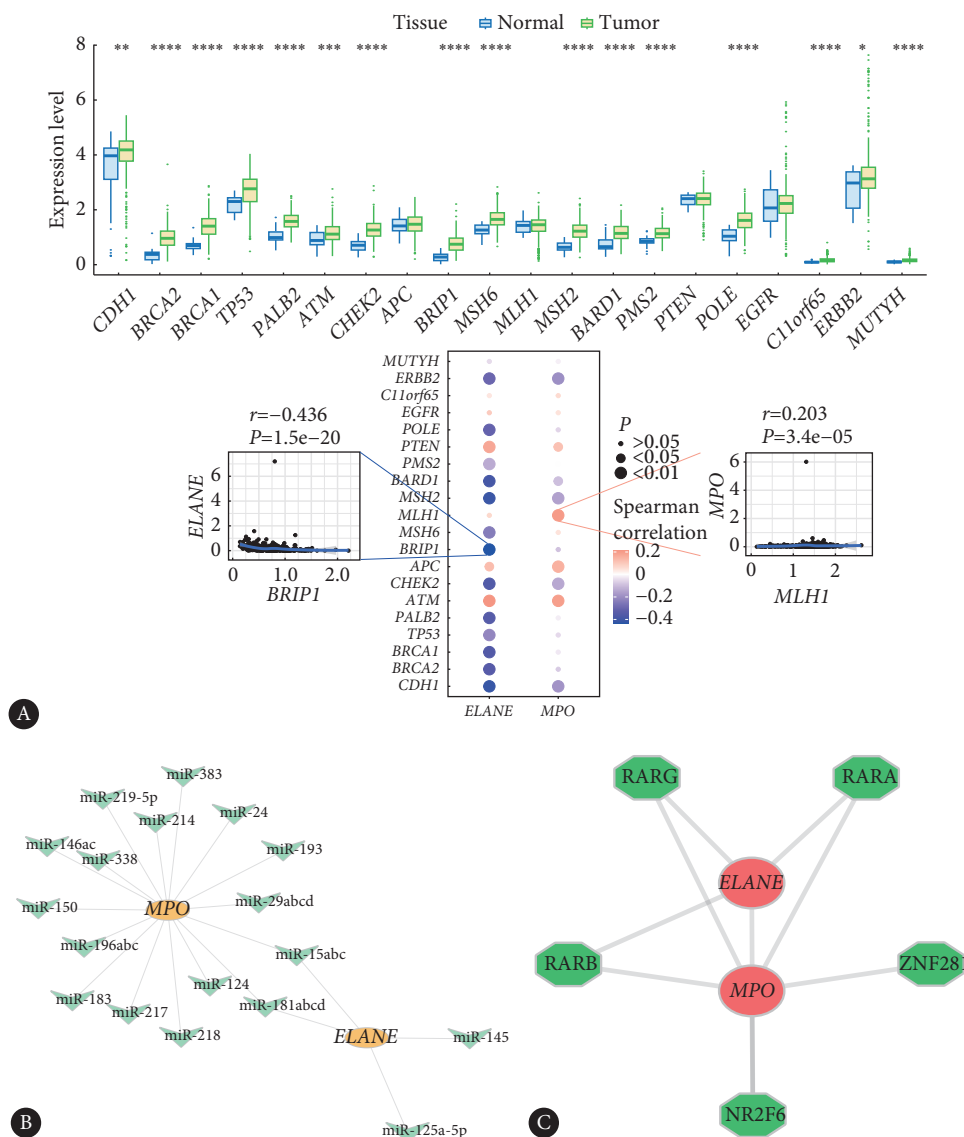 Tissue Normal Tumor
** **** **** **** **** *** **** **** **** **** **** **** **** **** * ****
Expression level
8
6
4
2
0
CDH1 BRCA2 BRCA1 TP53 PALB2 ATM CHEK2 APC BRIP1 MSH6 MLH1 MSH2 BARD1 PMS2 PTEN POLE EGFR C11orf65 ERBB2 MUTYH
MUTYH
ERBB2
C11orf65
EGFR
POLE
PTEN
PMS2
BARD1
MSH2
MLH1
MSH6
BRIP1
APC
CHEK2
ATM
PALB2
TP53
BRCA1
BRCA2
CDH1
ELANE MPO
r=−0.436
P=1.5e−20
ELANE
6
4
2
0
0 1.0 2.0
BRIP1
P
>0.05
<0.05
<0.01
Spearman
correlation
0.2
0
−0.2
−0.4
r=0.203
P=3.4e−05
MPO
6
5
4
3
2
1
0
0 1 2
MLH1
A
miR-383
miR-219-5p
miR-214
miR-24
miR-146ac
miR-338
miR-193
miR-150
MPO
miR-29abcd
miR-196abc
miR-15abc
miR-183
miR-124
miR-217
miR-181abcd
miR-218
ELANE
miR-145
miR-125a-5p
B
RARG
RARA
ELANE
RARB
MPO
ZNF281
NR2F6
C